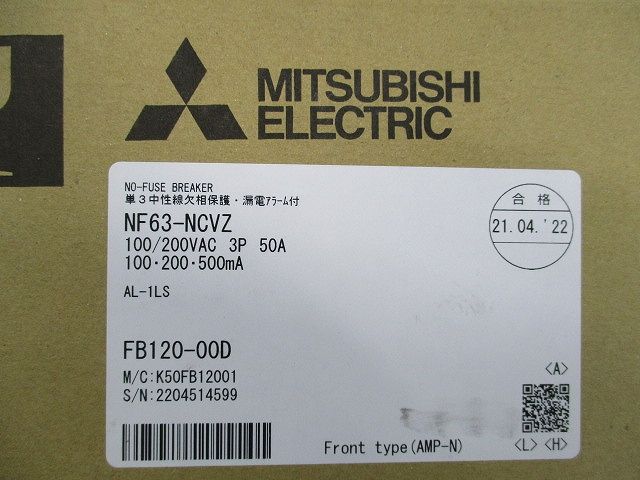 MITSUBISHI
ELECTRIC
NO-FUSE BREAKER
単3中性線欠相保護・漏電ｱﾗｰﾑ付
NF63-NCVZ
100/200VAC 3P 50A
100・200・500mA
AL-1LS
合格
21.04.'22
FB120-00D
M/C:K50FB12001
S/N:2204514599
<A>
<L> <H>
Front type(AMP-N)